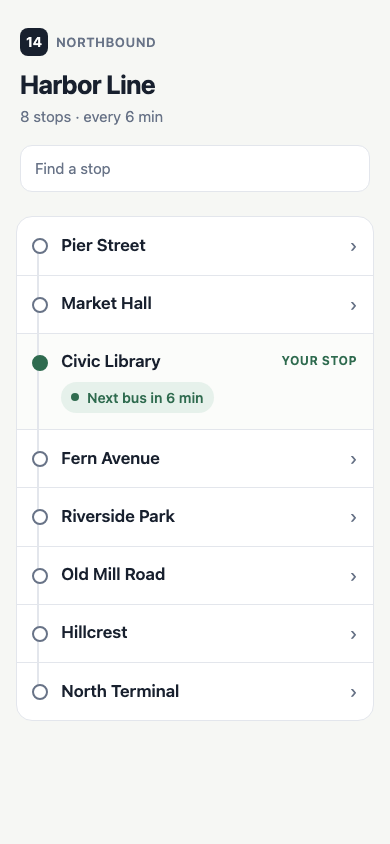 14 NORTHBOUND
Harbor Line
8 stops · every 6 min
Find a stop
Pier Street ›
Market Hall ›
Civic Library YOUR STOP
Next bus in 6 min
Fern Avenue ›
Riverside Park ›
Old Mill Road ›
Hillcrest ›
North Terminal ›